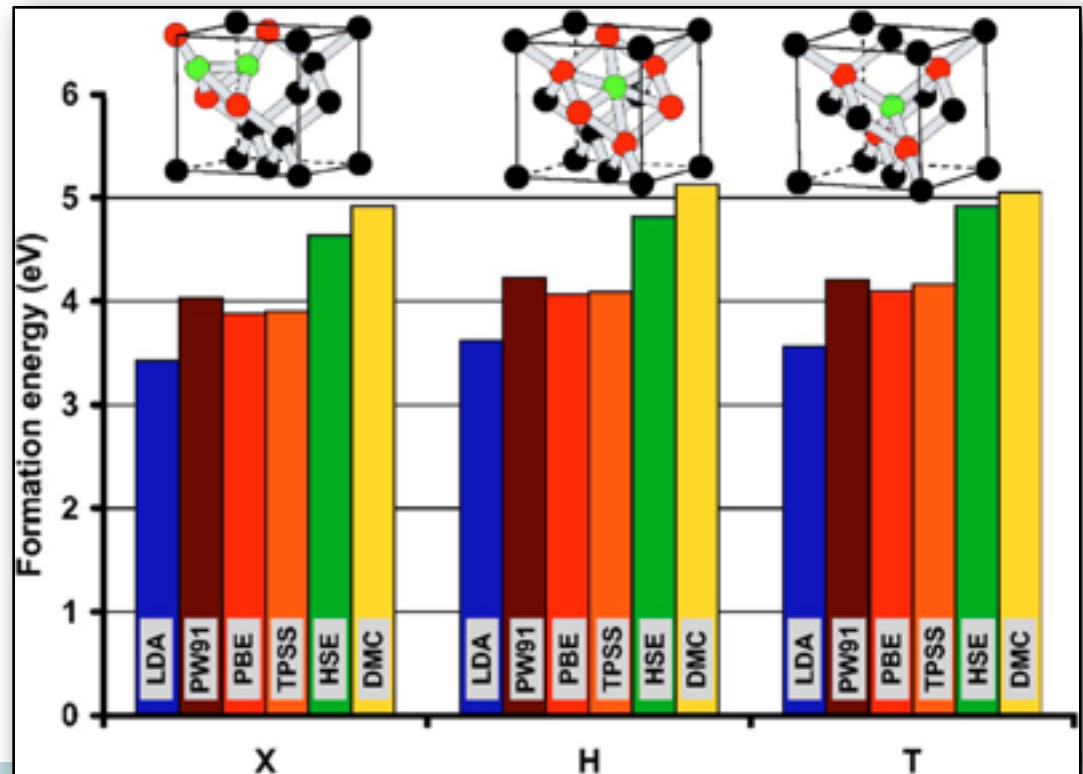 Formation energy (eV)
6
5
4
3
2
1
0
LDA
PW91
PBE
TPSS
HSE
DMC
LDA
PW91
PBE
TPSS
HSE
DMC
LDA
PW91
PBE
TPSS
HSE
DMC
X
H
T